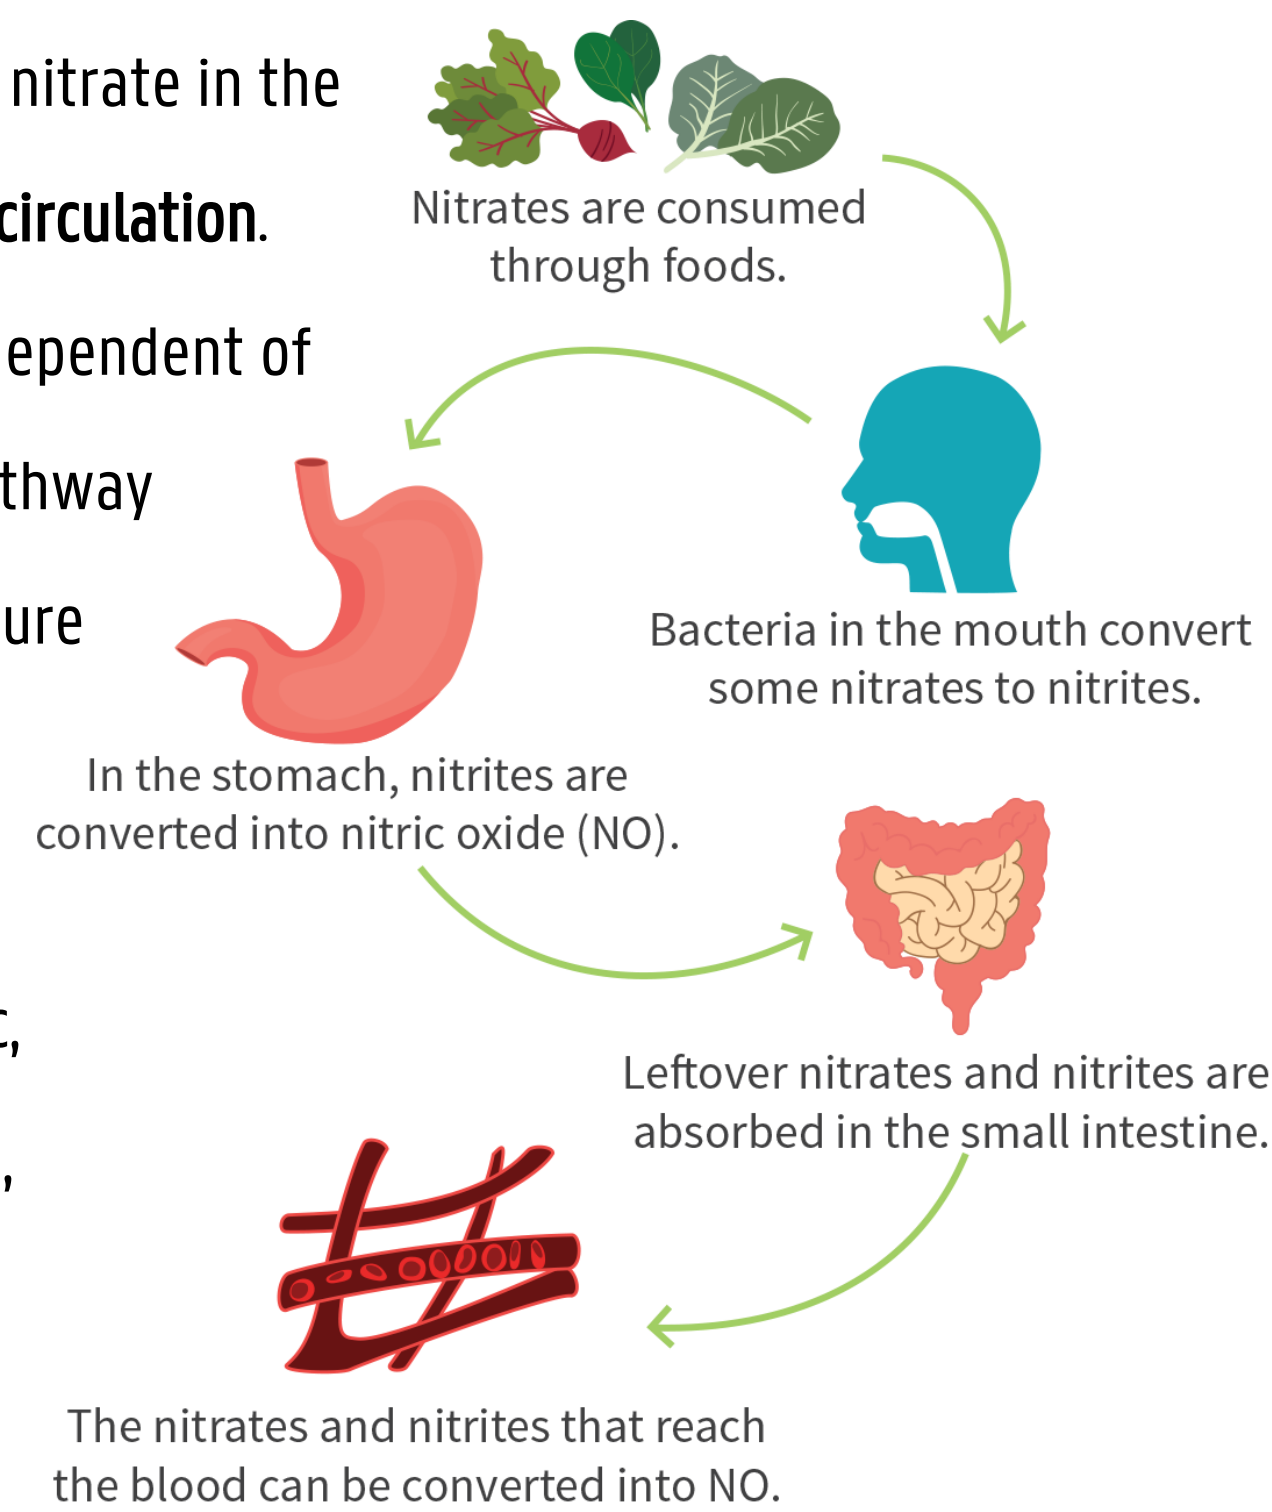 nitrate in the
circulation.
ependent of
thway
ure
c,
,
Nitrates are consumed
through foods.
Bacteria in the mouth convert
some nitrates to nitrites.
In the stomach, nitrites are
converted into nitric oxide (NO).
Leftover nitrates and nitrites are
absorbed in the small intestine.
The nitrates and nitrites that reach
the blood can be converted into NO.